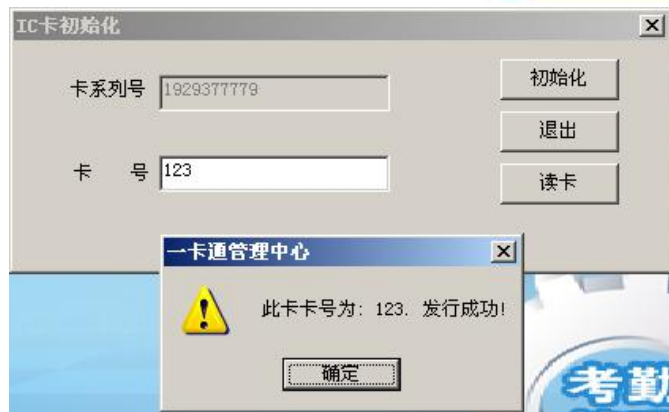 IC卡初始化
卡系列号 1929377779 初始化
退出
卡 号 123 读卡
一卡通管理中心
此卡卡号为: 123. 发行成功!
确定
考勤